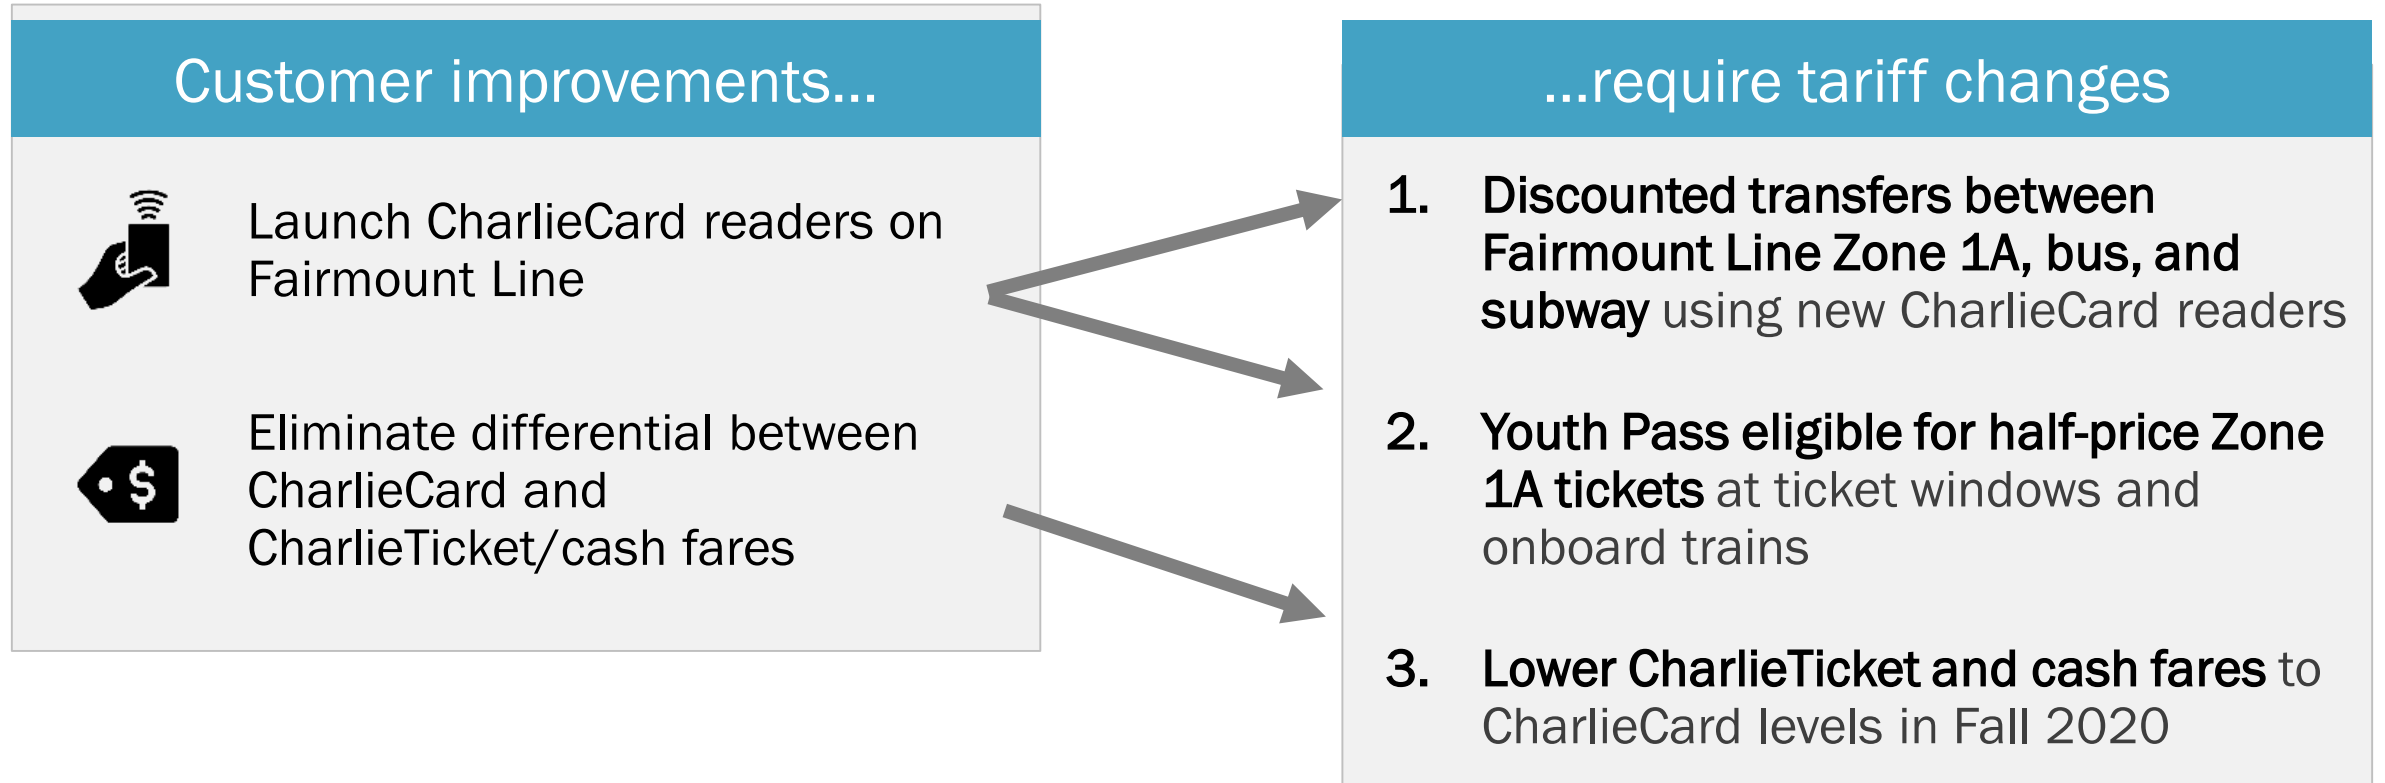 Customer improvements...
Launch CharlieCard readers on
Fairmount Line
Eliminate differential between
CharlieCard and
CharlieTicket/cash fares
$
...require tariff changes
1. Discounted transfers between
Fairmount Line Zone 1A, bus, and
subway using new CharlieCard readers
2. Youth Pass eligible for half-price Zone
1A tickets at ticket windows and
onboard trains
3. Lower CharlieTicket and cash fares to
CharlieCard levels in Fall 2020